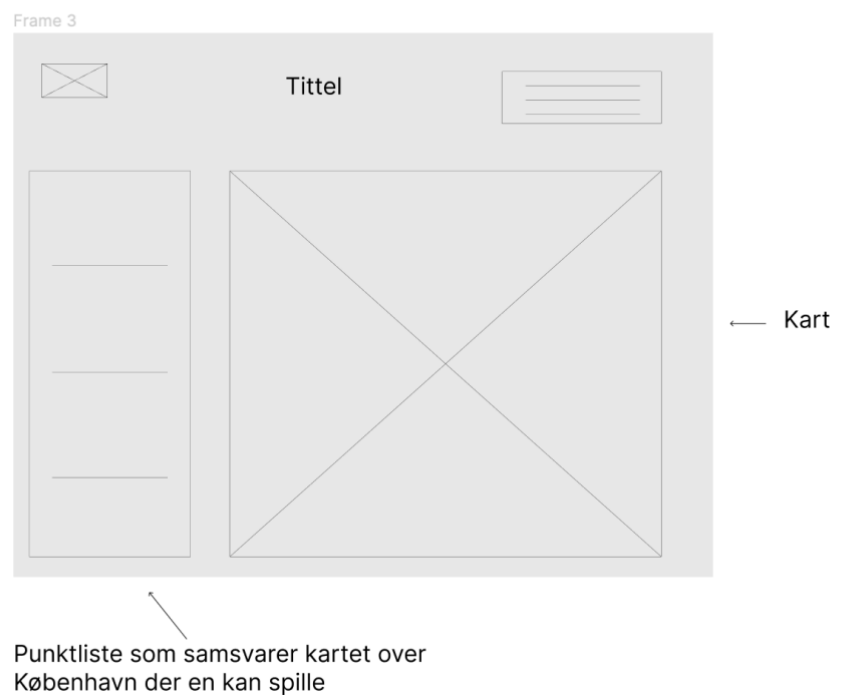 Frame 3
Tittel
Kart
Punktliste som samsvarer kartet over
København der en kan spille